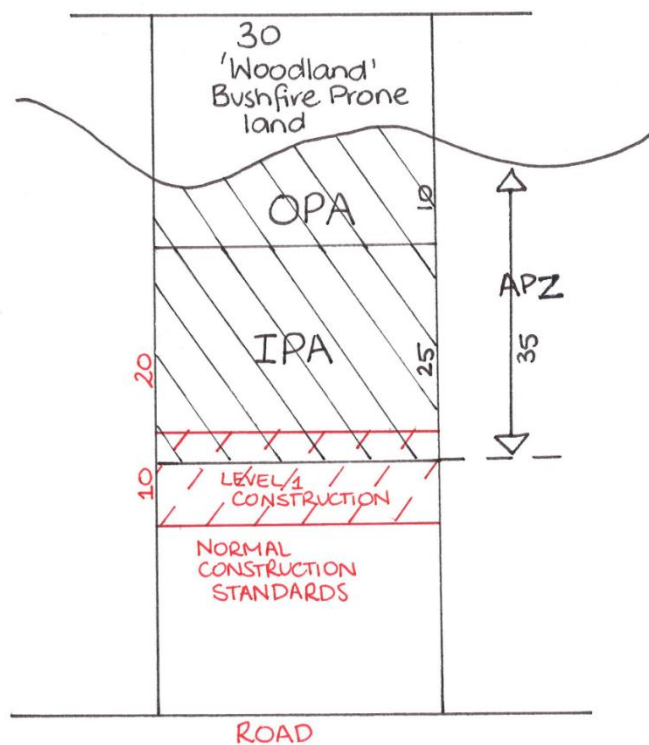 30
'Woodland'
Bushfire Prone
land
OPA
10
APZ
35
IPA
25
20
10
LEVEL 1
CONSTRUCTION
NORMAL
CONSTRUCTION
STANDARDS
ROAD